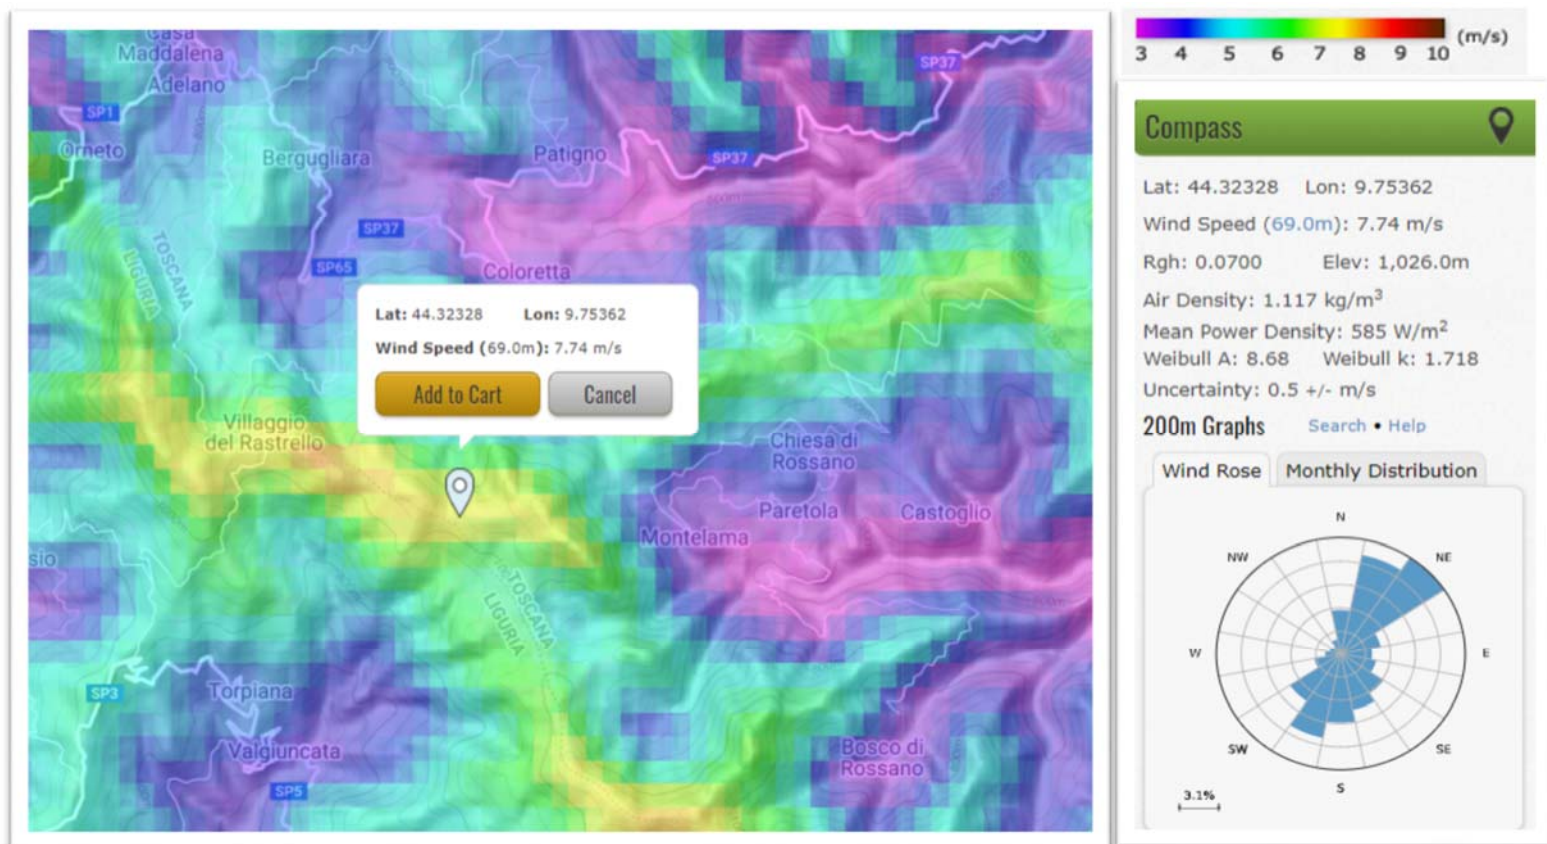 Casa
Maddalena
Adelano
SP1
Orneto
Bergugliara
Patigno
SP37
SP37
SP37
SP65
Coloretta
TOSCANA
LIGURIA
Lat: 44.32328 Lon: 9.75362
Wind Speed (69.0m): 7.74 m/s
Add to Cart Cancel
Villaggio
del Rastrello
Chiesa di
Rossano
Paretola
Castoglio
Montelama
sio
TOSCANA
LIGURIA
SP3
Torpiana
Valgiuncata
SP5
Bosco di
Rossano
3 4 5 6 7 8 9 10 (m/s)
Compass
Lat: 44.32328 Lon: 9.75362
Wind Speed (69.0m): 7.74 m/s
Rgh: 0.0700 Elev: 1,026.0m
Air Density: 1.117 kg/m³
Mean Power Density: 585 W/m²
Weibull A: 8.68 Weibull k: 1.718
Uncertainty: 0.5 +/- m/s
200m Graphs Search • Help
Wind Rose Monthly Distribution
N
NW NE
W E
SW SE
S
3.1%